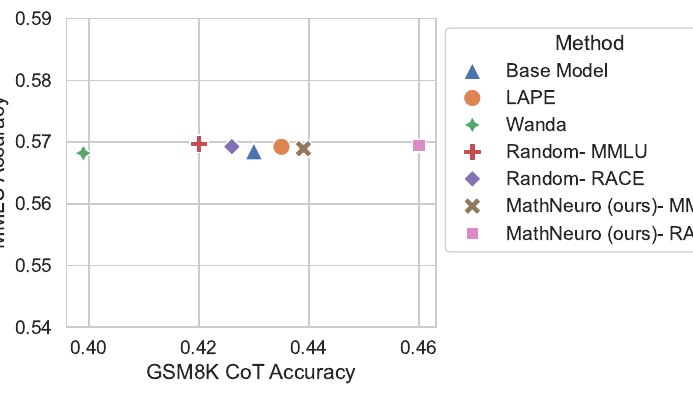 0.59
0.58
0.57
0.56
0.55
0.54
Accuracy
0.40 0.42 0.44 0.46
GSM8K CoT Accuracy
Method
Base Model
LAPE
Wanda
Random- MMLU
Random- RACE
MathNeuro (ours)- MM
MathNeuro (ours)- RA